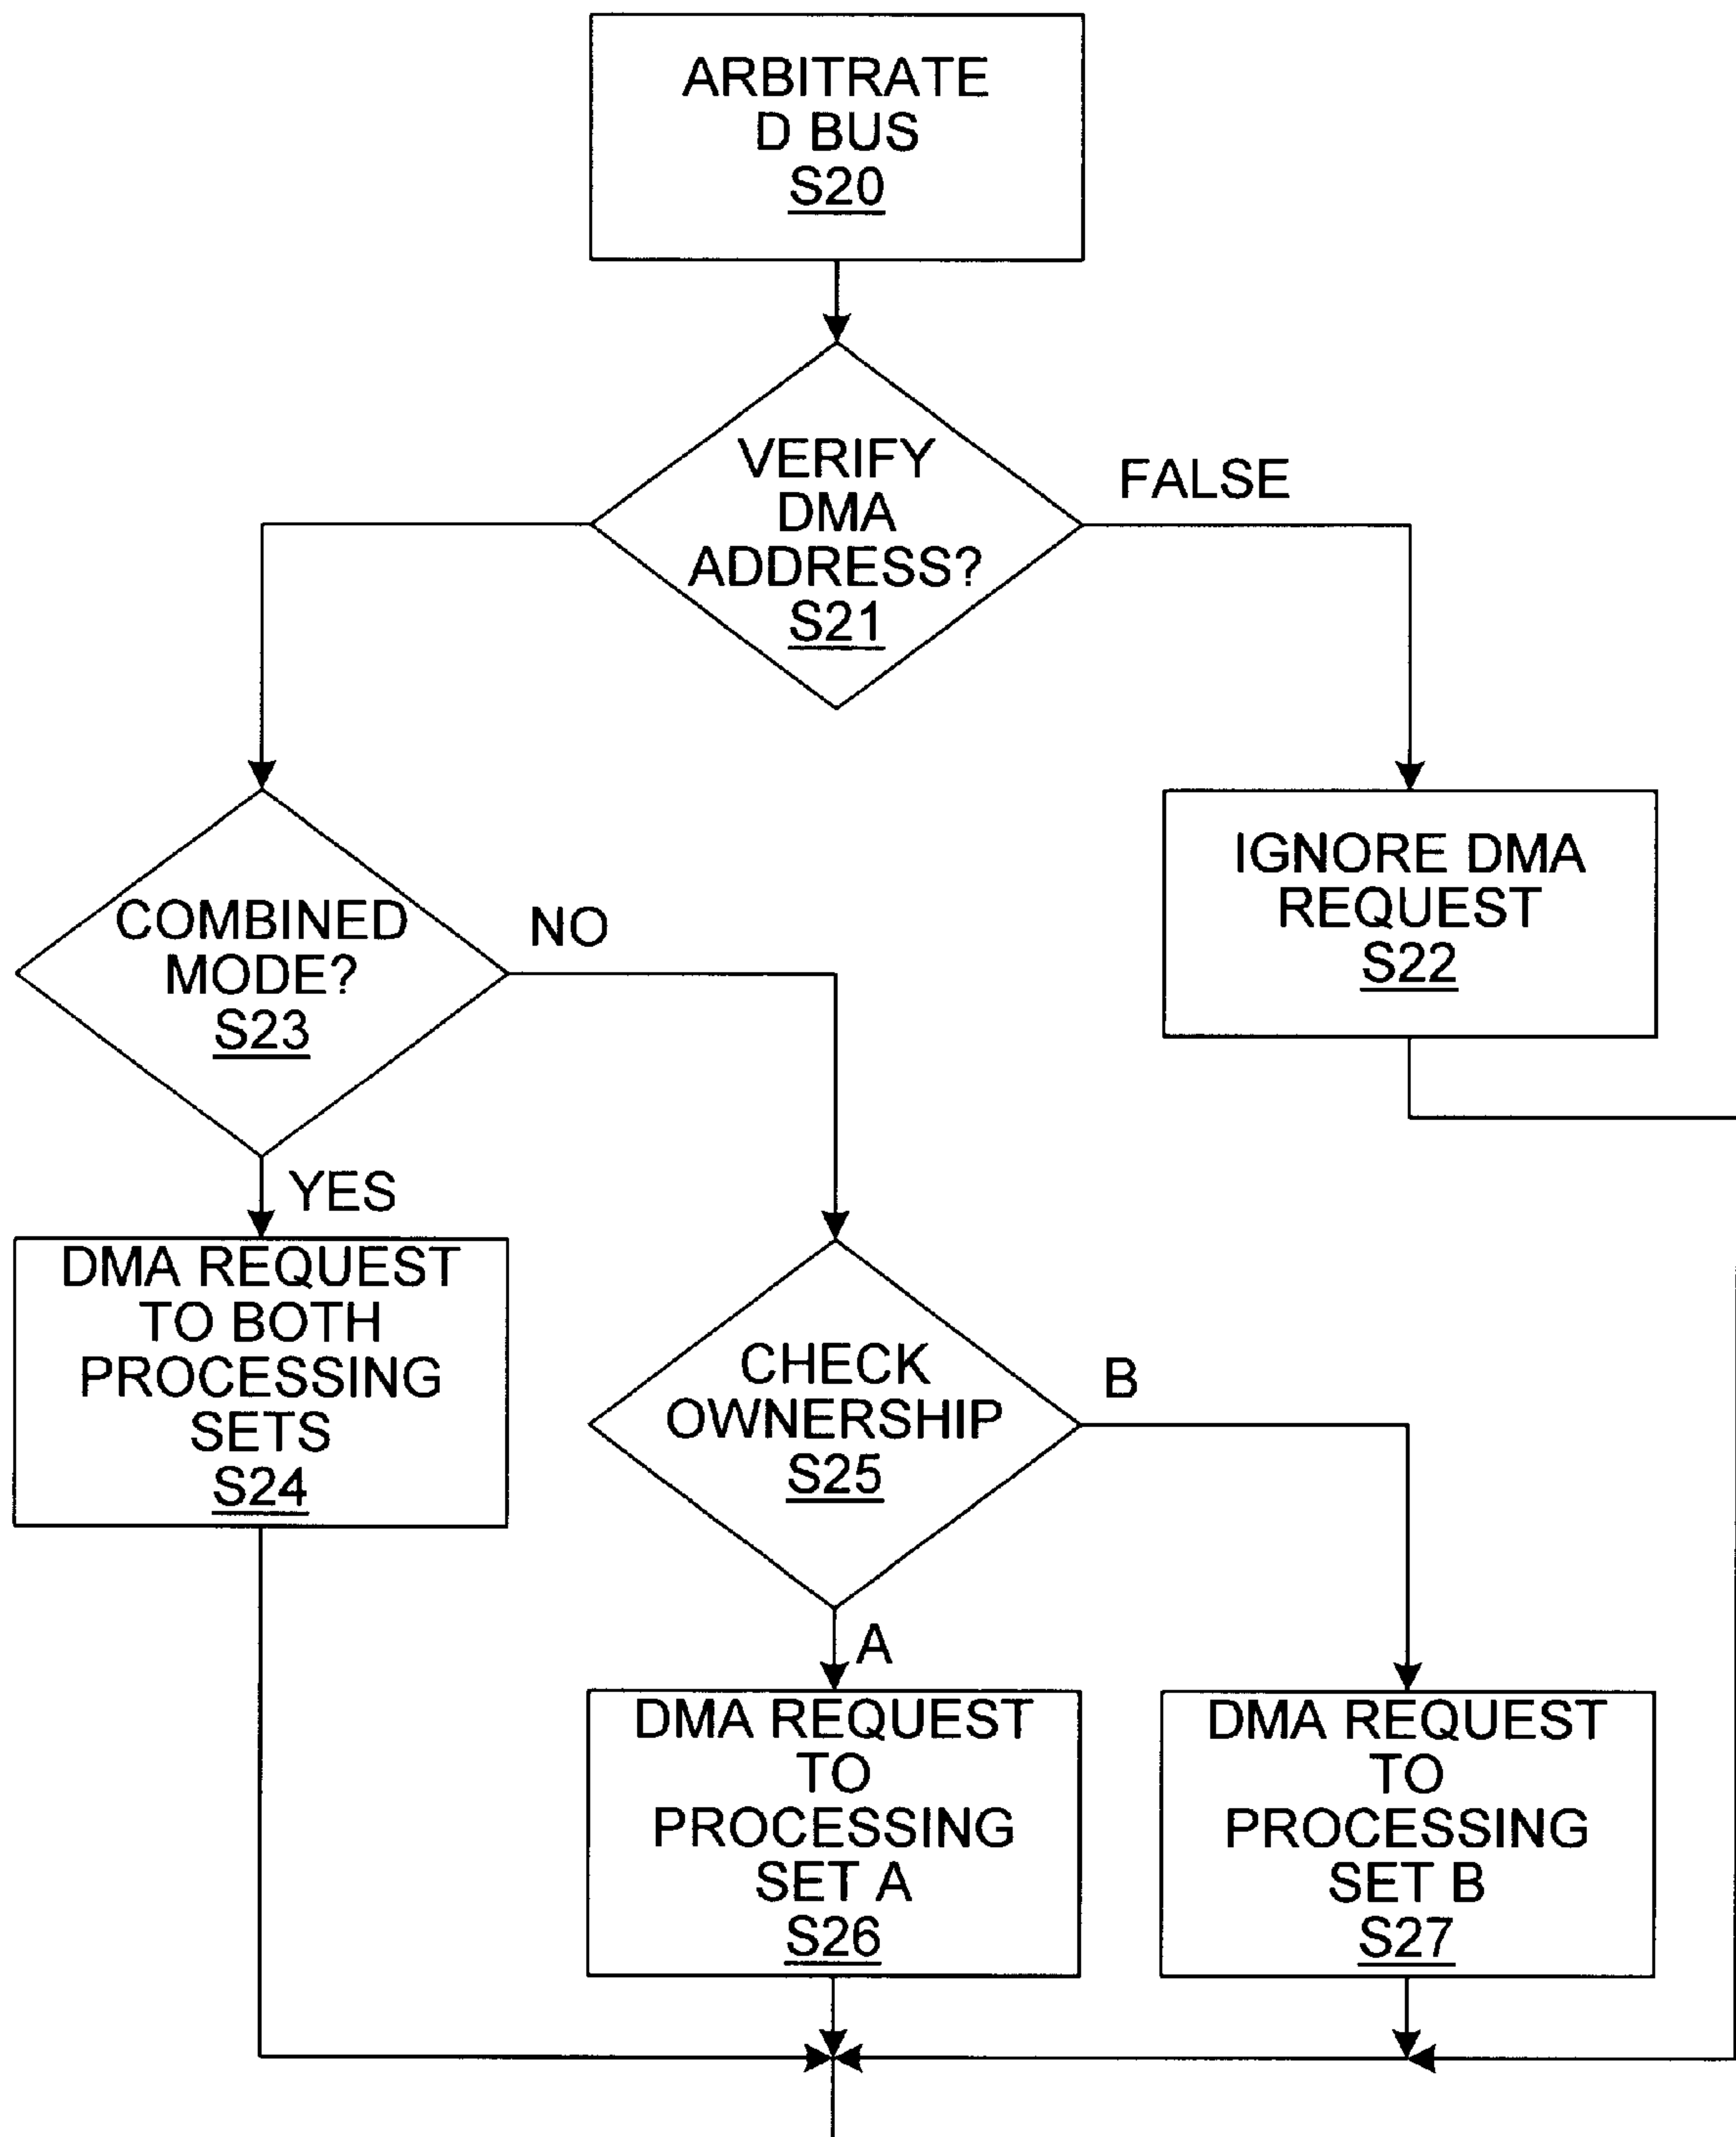 ARBITRATE
D BUS
S20
VERIFY
DMA
ADDRESS?
S21
FALSE
IGNORE DMA
REQUEST
S22
COMBINED
MODE?
S23
NO
YES
DMA REQUEST
TO BOTH
PROCESSING
SETS
S24
CHECK
OWNERSHIP
S25
B
A
DMA REQUEST
TO
PROCESSING
SET A
S26
DMA REQUEST
TO
PROCESSING
SET B
S27